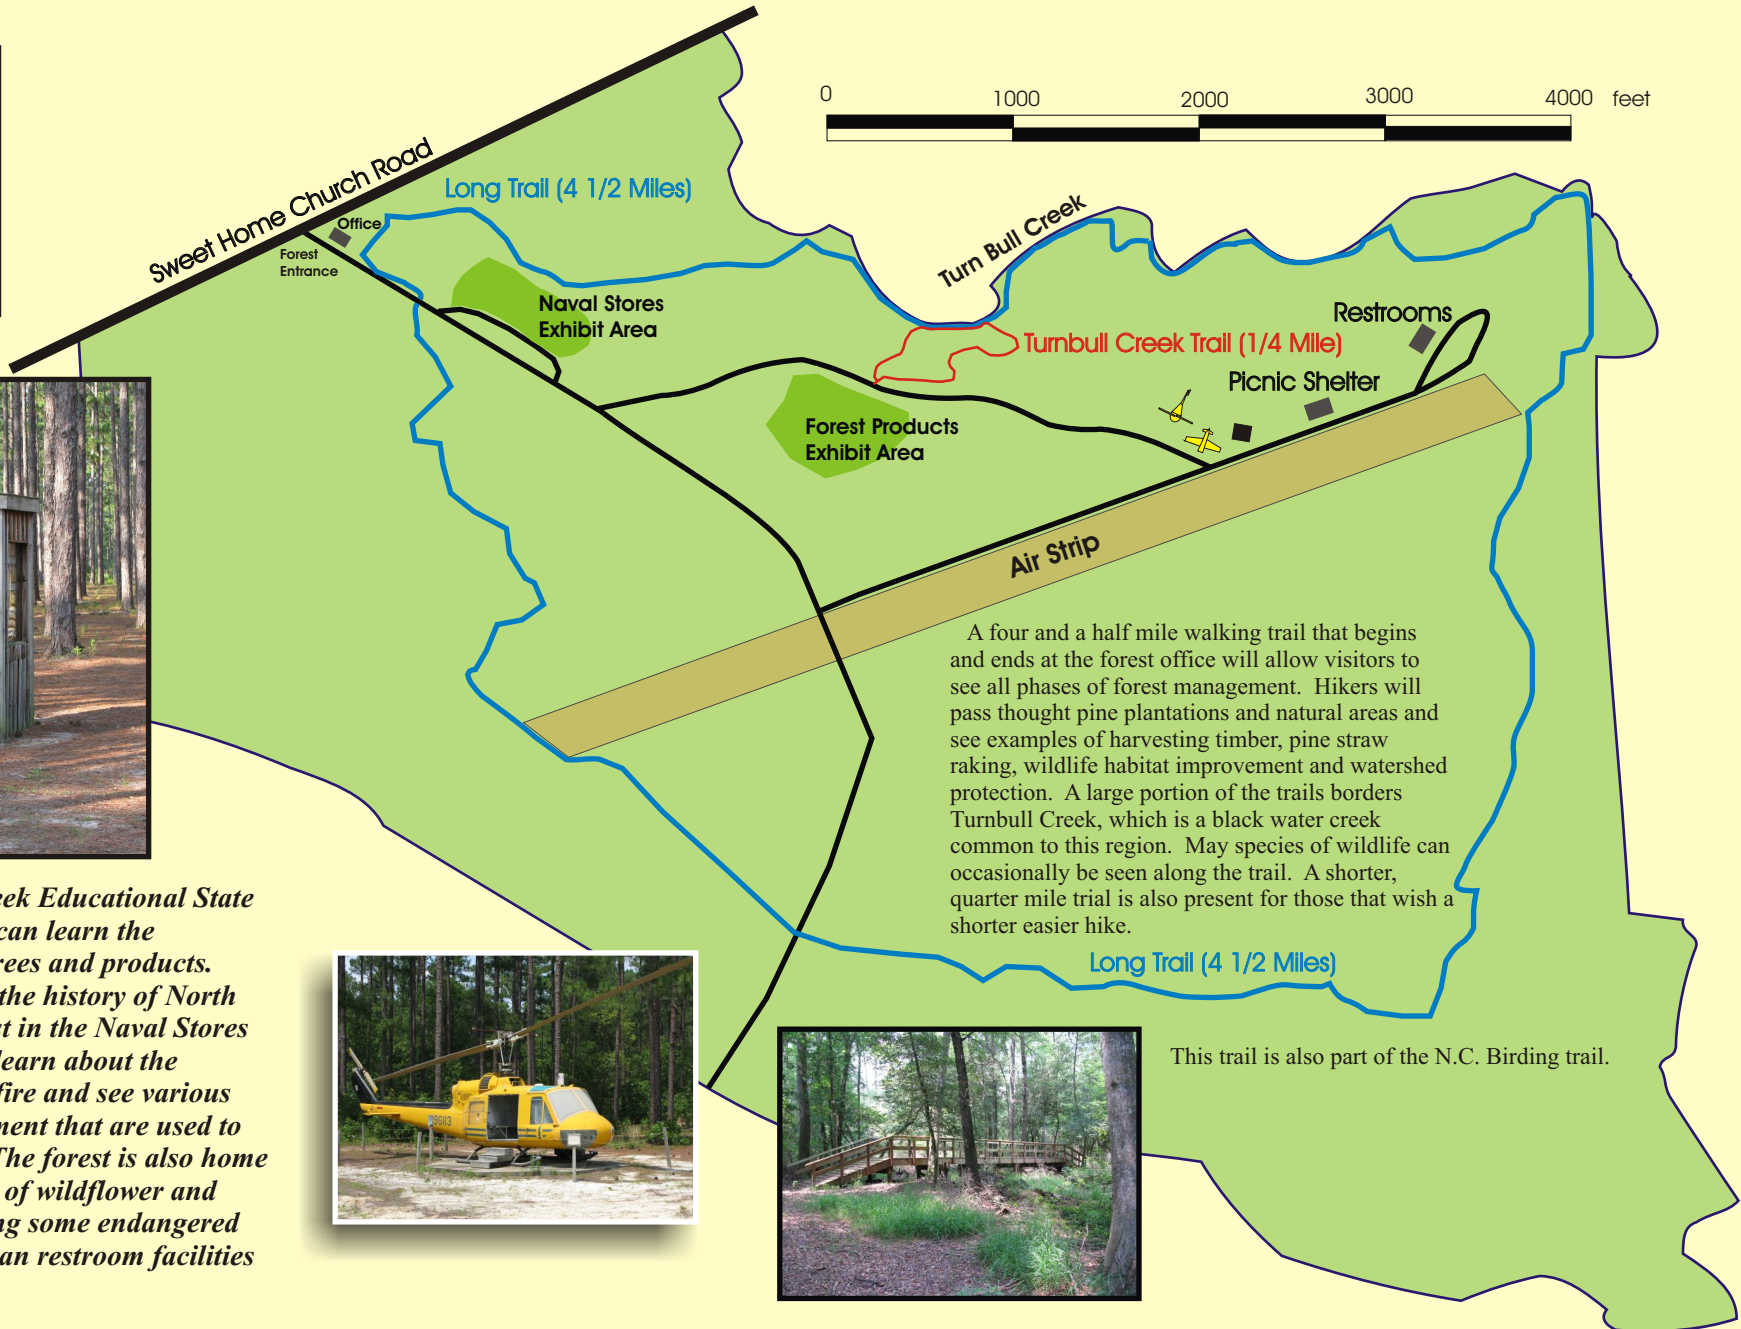 0 1000 2000 3000 4000 feet
Sweet Home Church Road
Long Trail (4 1/2 Miles)
Office
Forest
Entrance
Turn Bull Creek
Naval Stores
Exhibit Area
Restrooms
Turnbull Creek Trail (1/4 Mile)
Picnic Shelter
Forest Products
Exhibit Area
Air Strip
A four and a half mile walking trail that begins
and ends at the forest office will allow visitors to
see all phases of forest management. Hikers will
pass thought pine plantations and natural areas and
see examples of harvesting timber, pine straw
raking, wildlife habitat improvement and watershed
protection. A large portion of the trails borders
Turnbull Creek, which is a black water creek
common to this region. May species of wildlife can
occasionally be seen along the trail. A shorter,
quarter mile trial is also present for those that wish a
shorter easier hike.
Long Trail (4 1/2 Miles)
This trail is also part of the N.C. Birding trail.
eek Educational State
can learn the
rees and products.
the history of North
st in the Naval Stores
learn about the
fire and see various
ment that are used to
The forest is also home
of wildflower and
ng some endangered
an restroom facilities